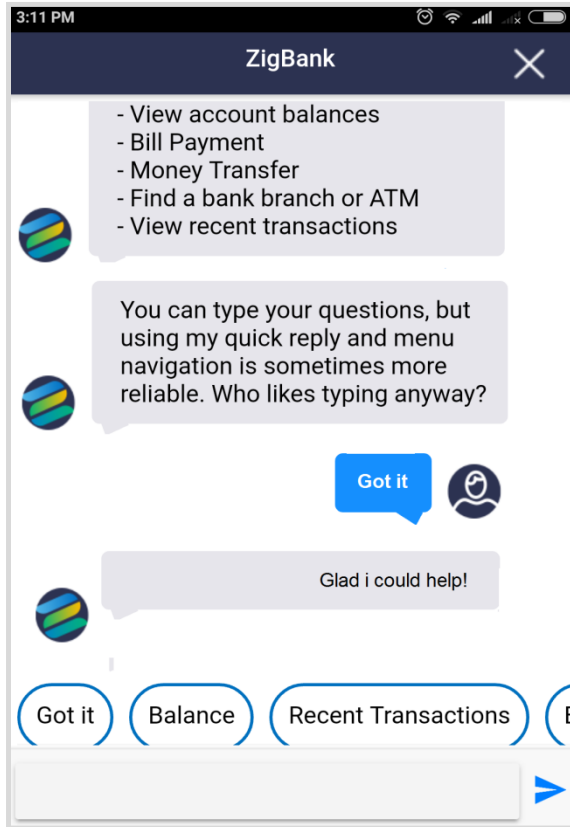 3:11 PM
ZigBank
- View account balances
- Bill Payment
- Money Transfer
- Find a bank branch or ATM
- View recent transactions
You can type your questions, but
using my quick reply and menu
navigation is sometimes more
reliable. Who likes typing anyway?
Got it
Glad i could help!
Got it
Balance
Recent Transactions